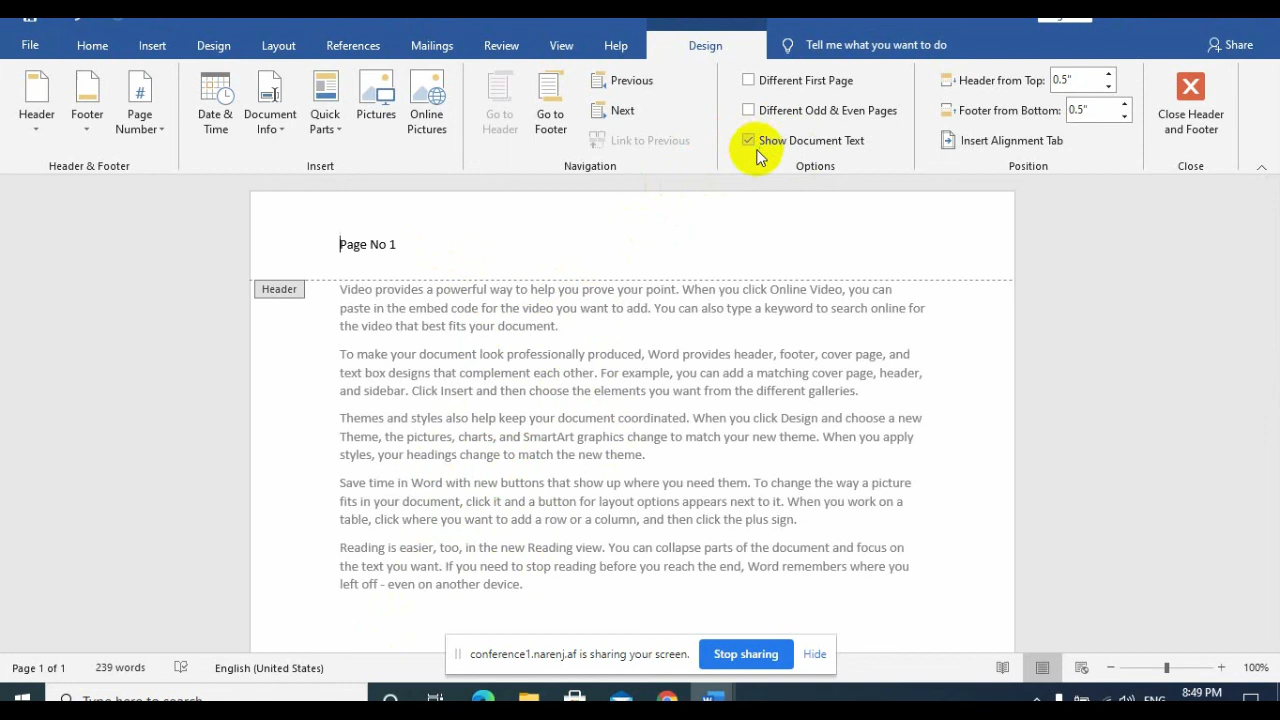 File Home Insert Design Layout References Mailings Review View Help Design Tell me what you want to do Share
Header
Footer
Page
Number
Date &
Time
Document
Info
Quick
Parts
Pictures
Online
Pictures
Go to
Header
Go to
Footer
Previous
Next
Link to Previous
Different First Page
Different Odd & Even Pages
Show Document Text
Header from Top: 0.5"
Footer from Bottom: 0.5"
Insert Alignment Tab
Close Header
and Footer
Header & Footer Insert Navigation Options Position Close
Page No 1
Header
Video provides a powerful way to help you prove your point. When you click Online Video, you can
paste in the embed code for the video you want to add. You can also type a keyword to search online for
the video that best fits your document.
To make your document look professionally produced, Word provides header, footer, cover page, and
text box designs that complement each other. For example, you can add a matching cover page, header,
and sidebar. Click Insert and then choose the elements you want from the different galleries.
Themes and styles also help keep your document coordinated. When you click Design and choose a new
Theme, the pictures, charts, and SmartArt graphics change to match your new theme. When you apply
styles, your headings change to match the new theme.
Save time in Word with new buttons that show up where you need them. To change the way a picture
fits in your document, click it and a button for layout options appears next to it. When you work on a
table, click where you want to add a row or a column, and then click the plus sign.
Reading is easier, too, in the new Reading view. You can collapse parts of the document and focus on
the text you want. If you need to stop reading before you reach the end, Word remembers where you
left off - even on another device.
conference1.narenj.af is sharing your screen. Stop sharing Hide
Page 1 of 1 239 words English (United States) 100%
Type here to search
ENG 8:49 PM